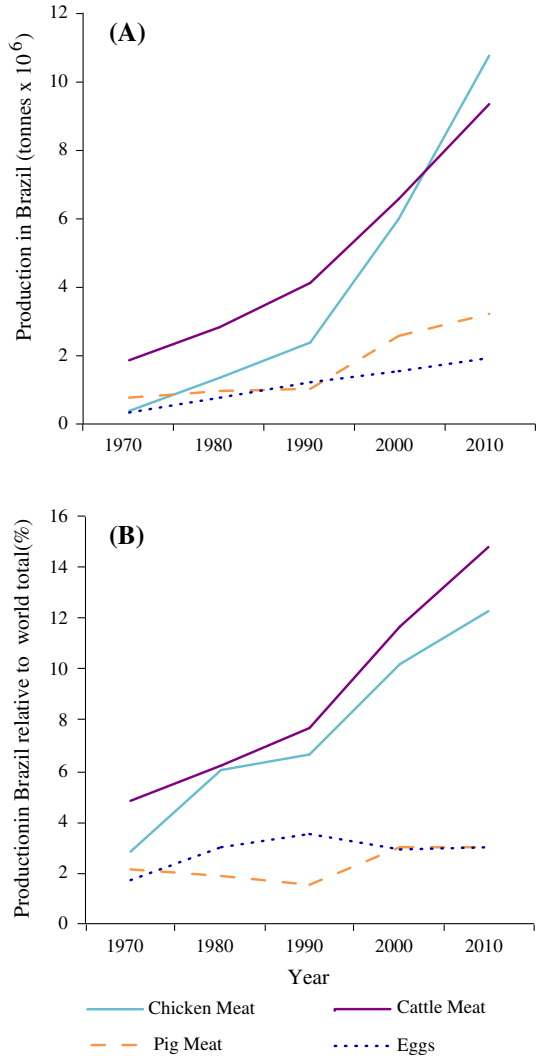 (A)
Production in Brazil (tonnes x 10⁶)
12
10
8
6
4
2
0
1970 1980 1990 2000 2010
(B)
Productionin Brazil relative to world total(%)
16
14
12
10
8
6
4
2
0
1970 1980 1990 2000 2010
Year
Chicken Meat Cattle Meat
Pig Meat Eggs